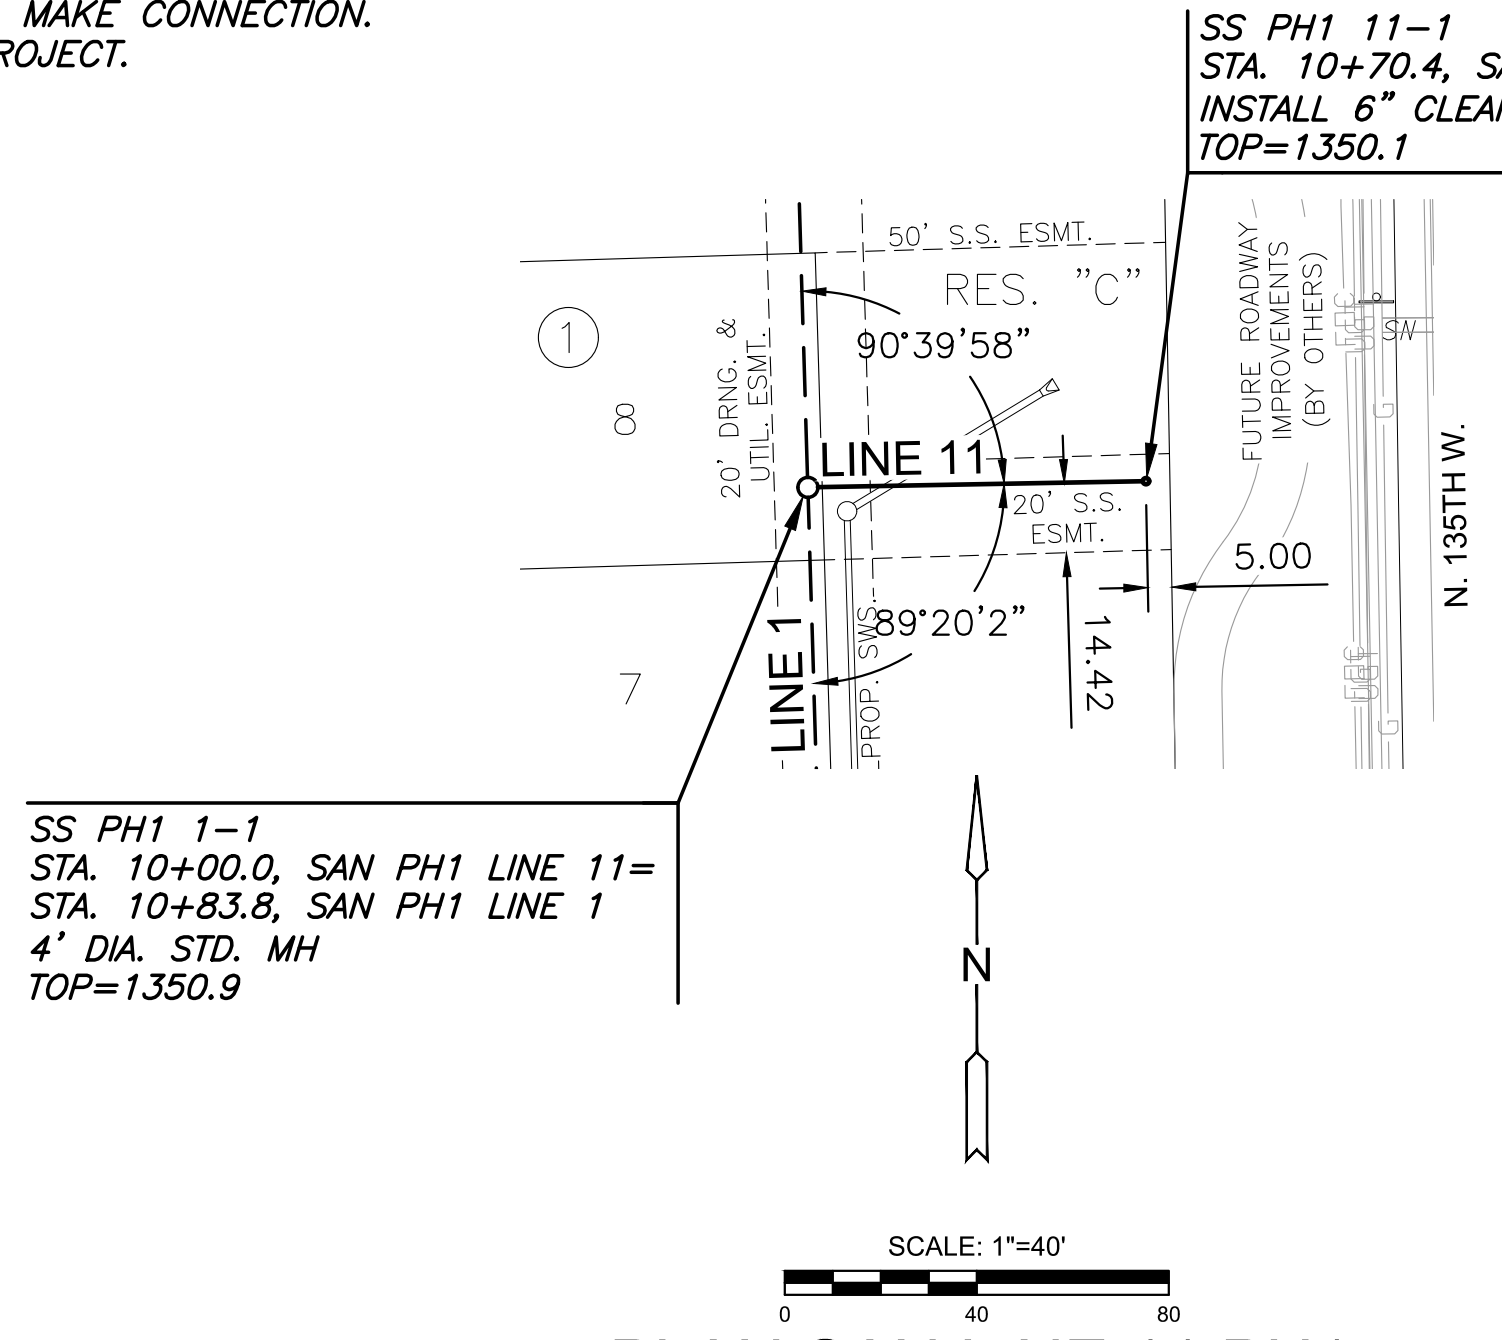 MAKE CONNECTION.
ROJECT.
SS PH1 11-1
STA. 10+70.4,
INSTALL 6"
TOP=1350.1
50' S.S. ESMT.
RES. "C"
1
90°39'58"
8
20' DRNG. &
UTIL. ESMT.
LINE 11
20' S.S.
ESMT.
FUTURE ROADWAY
IMPROVEMENTS
(BY OTHERS)
SW
G
N. 135TH W.
5.00
89°20'2"
14.42
LINE 1
PROP. SWS.
7
G
SS PH1 1-1
STA. 10+00.0, SAN PH1 LINE 11=
STA. 10+83.8, SAN PH1 LINE 1
4' DIA. STD. MH
TOP=1350.9
N
SCALE: 1"=40'
0 40 80